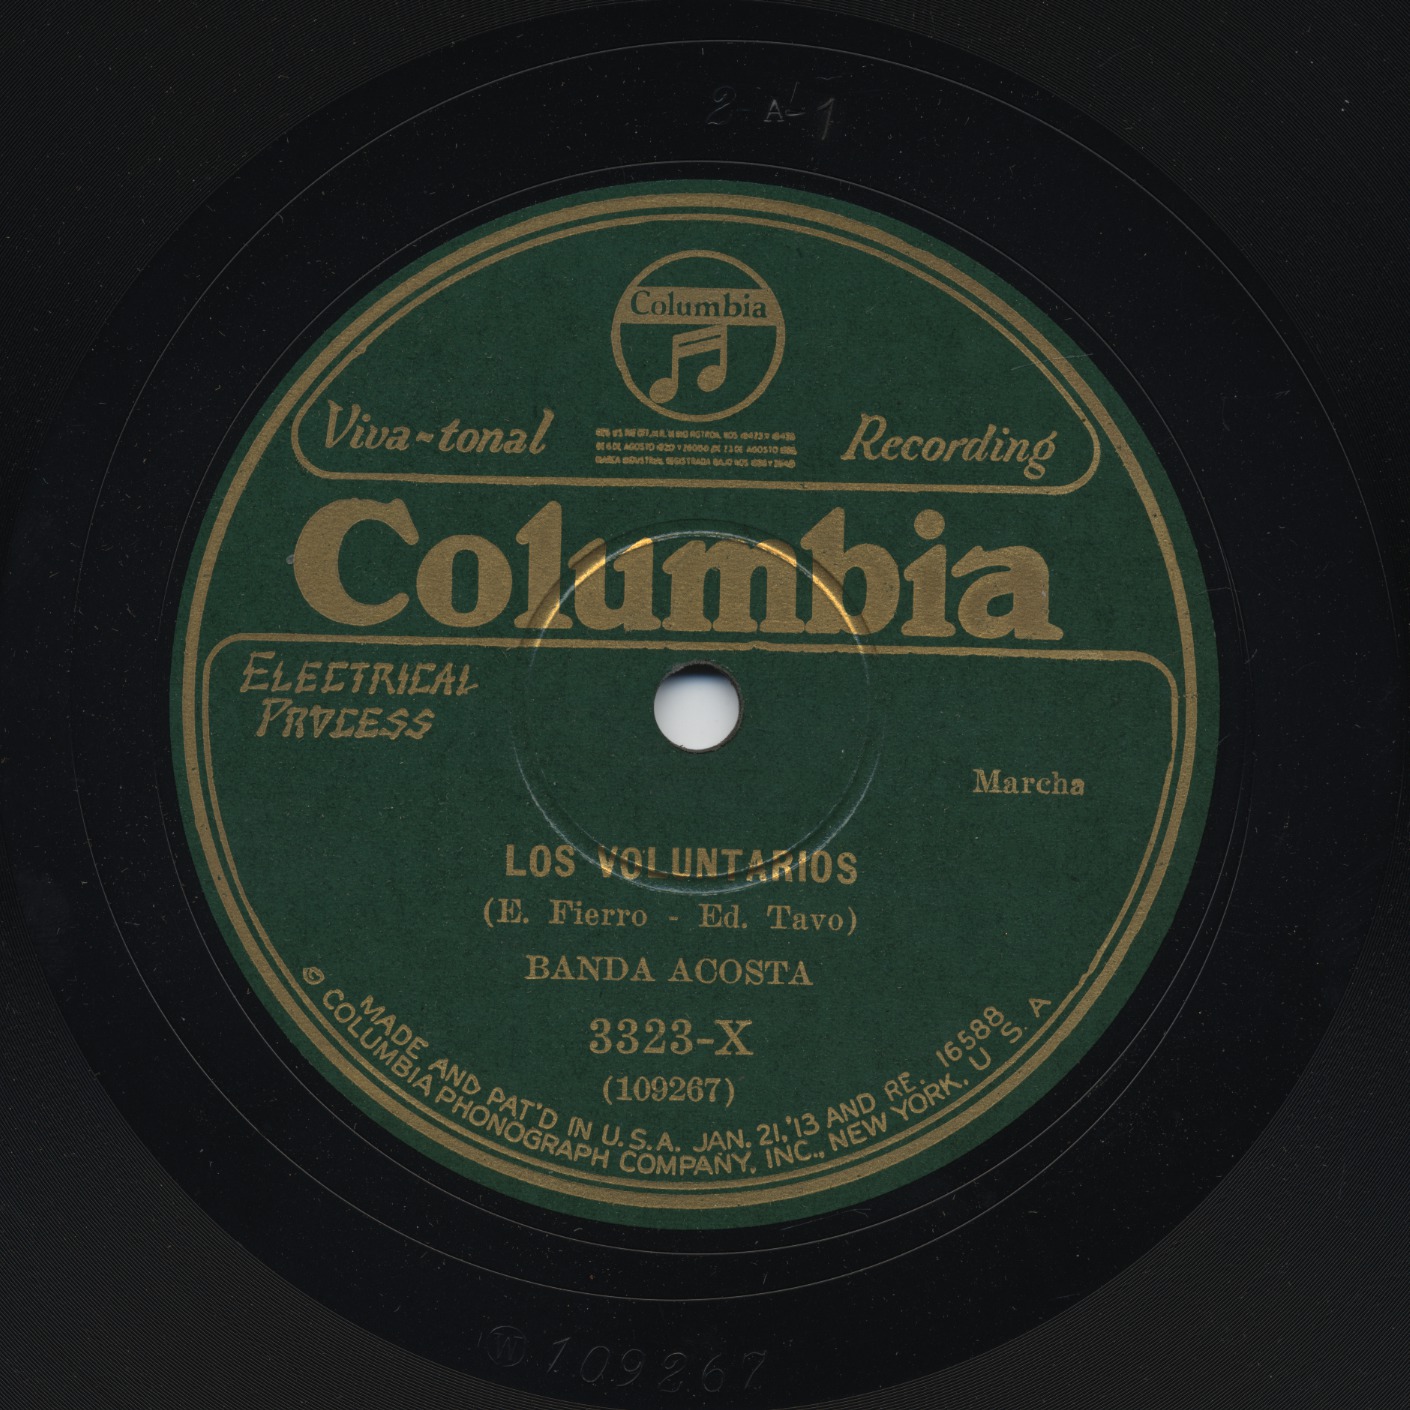 2 A-1
Columbia
Viva-tonal Recording
Columbia
ELECTRICAL
PROCESS
Marcha
LOS VOLUNTARIOS
(E. Fierro - Ed. Tavo)
BANDA ACOSTA
3323-X
(109267)
MADE AND PAT'D IN U.S.A. JAN. 21,'13 AND RE. 16588
© COLUMBIA PHONOGRAPH COMPANY, INC., NEW YORK, U. S. A
W 109267